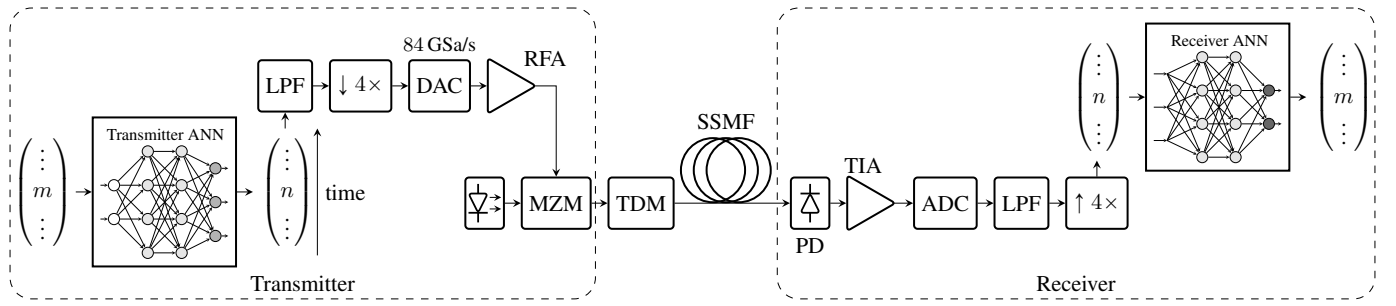 84 GSa/s
RFA
LPF
↓ 4×
DAC
Transmitter ANN
⋮
m
⋮
⋮
n
⋮
time
MZM
TDM
SSMF
Transmitter
PD
TIA
ADC
LPF
↑ 4×
⋮
n
⋮
Receiver ANN
⋮
m
⋮
Receiver